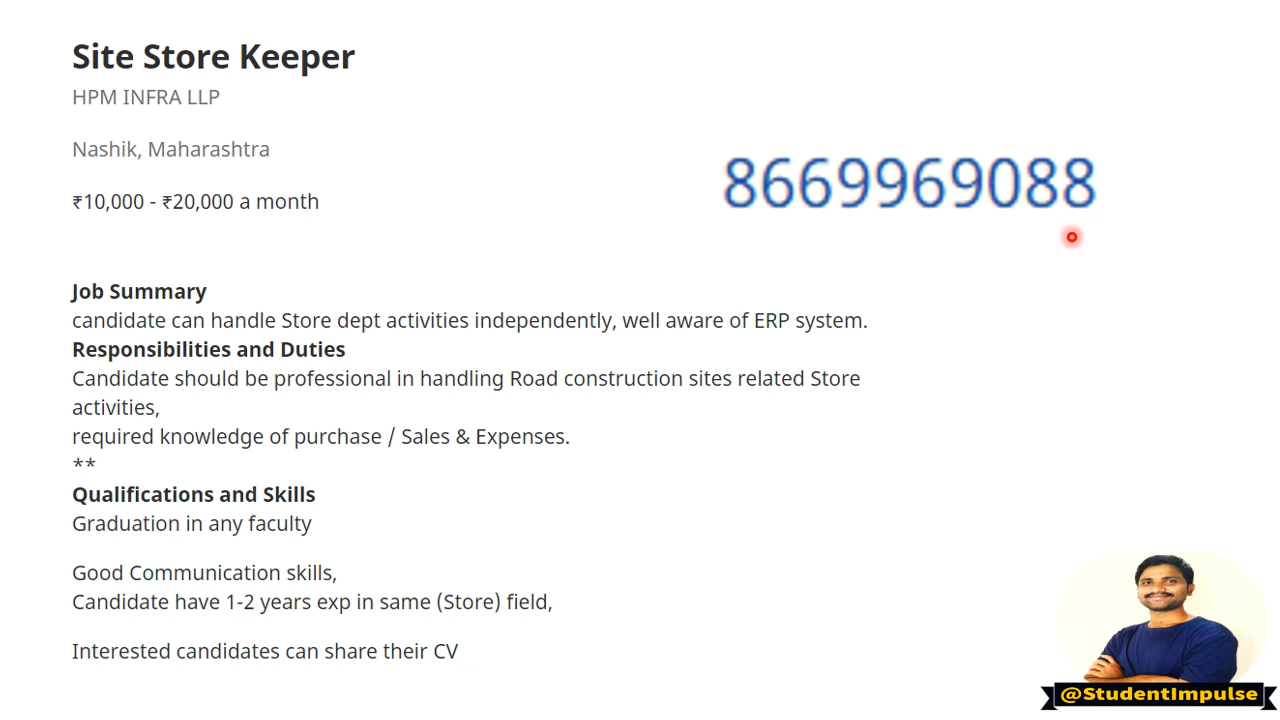 Site Store Keeper
HPM INFRA LLP
Nashik, Maharashtra
₹10,000 - ₹20,000 a month
8669969088
Job Summary
candidate can handle Store dept activities independently, well aware of ERP system.
Responsibilities and Duties
Candidate should be professional in handling Road construction sites related Store
activities,
required knowledge of purchase / Sales & Expenses.
**
Qualifications and Skills
Graduation in any faculty
Good Communication skills,
Candidate have 1-2 years exp in same (Store) field,
Interested candidates can share their CV
@StudentImpulse